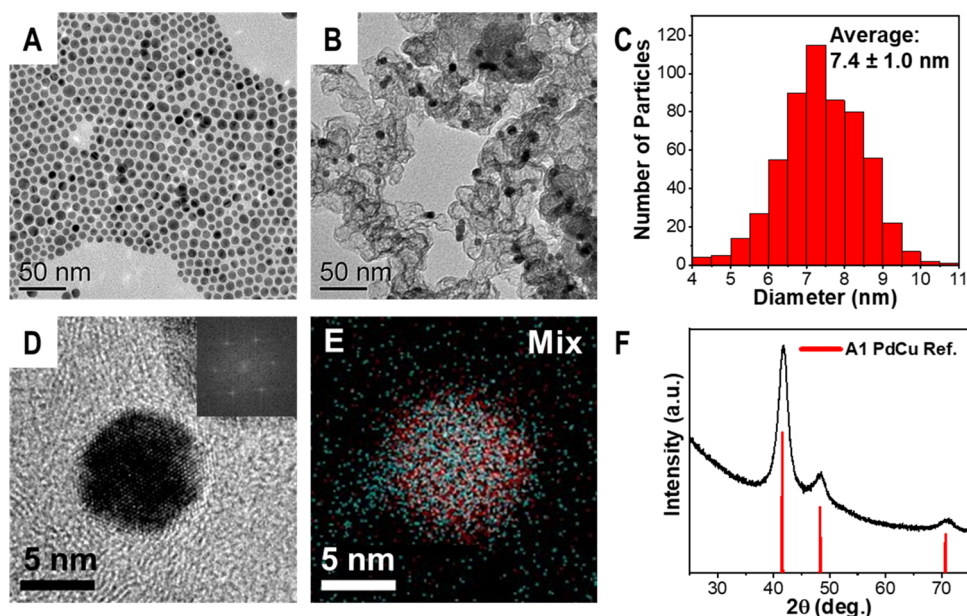 A
50 nm
B
50 nm
C
Average:
7.4 ± 1.0 nm
Number of Particles
120
100
80
60
40
20
0
4 5 6 7 8 9 10 11
Diameter (nm)
D
5 nm
E
Mix
5 nm
F
A1 PdCu Ref.
Intensity (a.u.)
30 40 50 60 70
2θ (deg.)